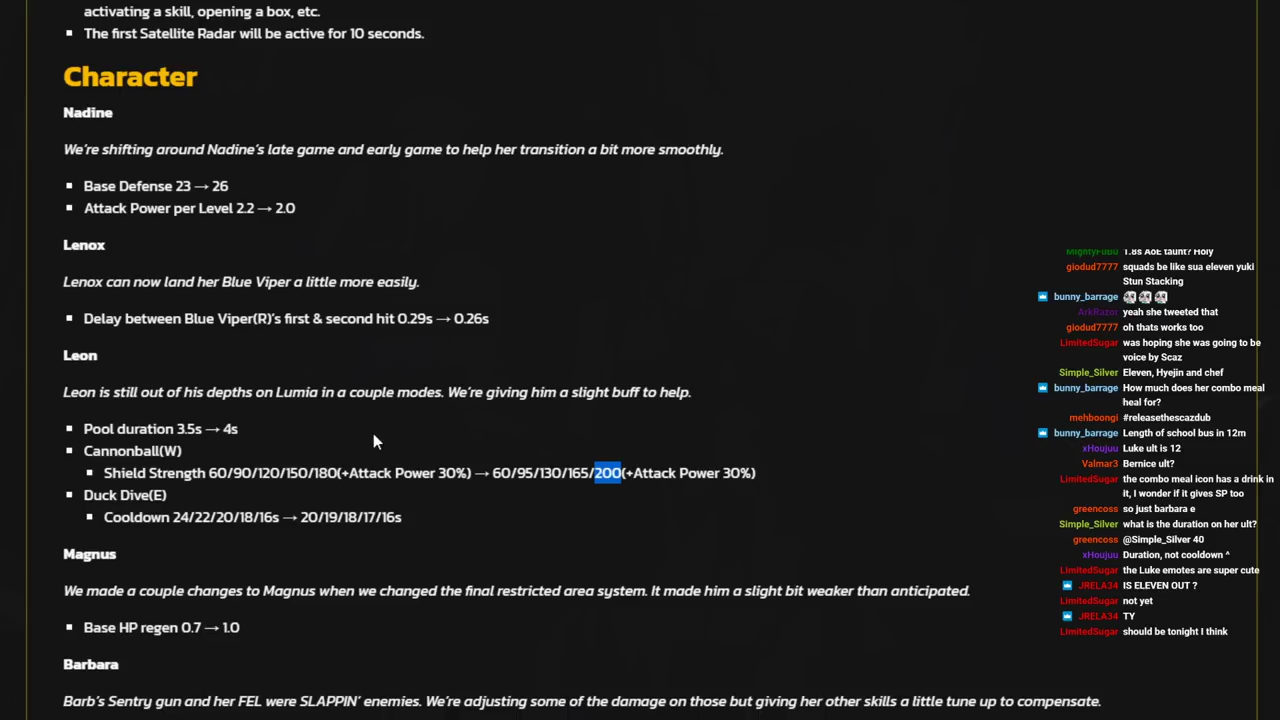 activating a skill, opening a box, etc.
The first Satellite Radar will be active for 10 seconds.
Character
Nadine
We're shifting around Nadine's late game and early game to help her transition a bit more smoothly.
Base Defense 23 → 26
Attack Power per Level 2.2 → 2.0
Lenox
Lenox can now land her Blue Viper a little more easily.
Delay between Blue Viper(R)'s first & second hit 0.29s → 0.26s
Leon
Leon is still out of his depths on Lumia in a couple modes. We're giving him a slight buff to help.
Pool duration 3.5s → 4s
Cannonball(W)
Shield Strength 60/90/120/150/180(+Attack Power 30%) → 60/95/130/165/200(+Attack Power 30%)
Duck Dive(E)
Cooldown 24/22/20/18/16s → 20/19/18/17/16s
Magnus
We made a couple changes to Magnus when we changed the final restricted area system. It made him a slight bit weaker than anticipated.
Base HP regen 0.7 → 1.0
Barbara
Barb's Sentry gun and her FEL were SLAPPIN' enemies. We're adjusting some of the damage on those but giving her other skills a little tune up to compensate.
MightyFuBu 1.8s AoE taunt? Holy
giodud7777 squads be like sua eleven yuki
Stun Stacking
bunny_barrage
ArkRazor yeah she tweeted that
giodud7777 oh thats works too
LimitedSugar was hoping she was going to be
voice by Scaz
Simple_Silver Eleven, Hyejin and chef
bunny_barrage How much does her combo meal
heal for?
mehboongi #releasethescazdub
bunny_barrage Length of school bus in 12m
xHoujuu Luke ult is 12
Valmar3 Bernice ult?
LimitedSugar the combo meal icon has a drink in
it, I wonder if it gives SP too
greencoss so just barbara e
Simple_Silver what is the duration on her ult?
greencoss @Simple_Silver 40
xHoujuu Duration, not cooldown ^
LimitedSugar the Luke emotes are super cute
JRELA34 IS ELEVEN OUT ?
LimitedSugar not yet
JRELA34 TY
LimitedSugar should be tonight I think